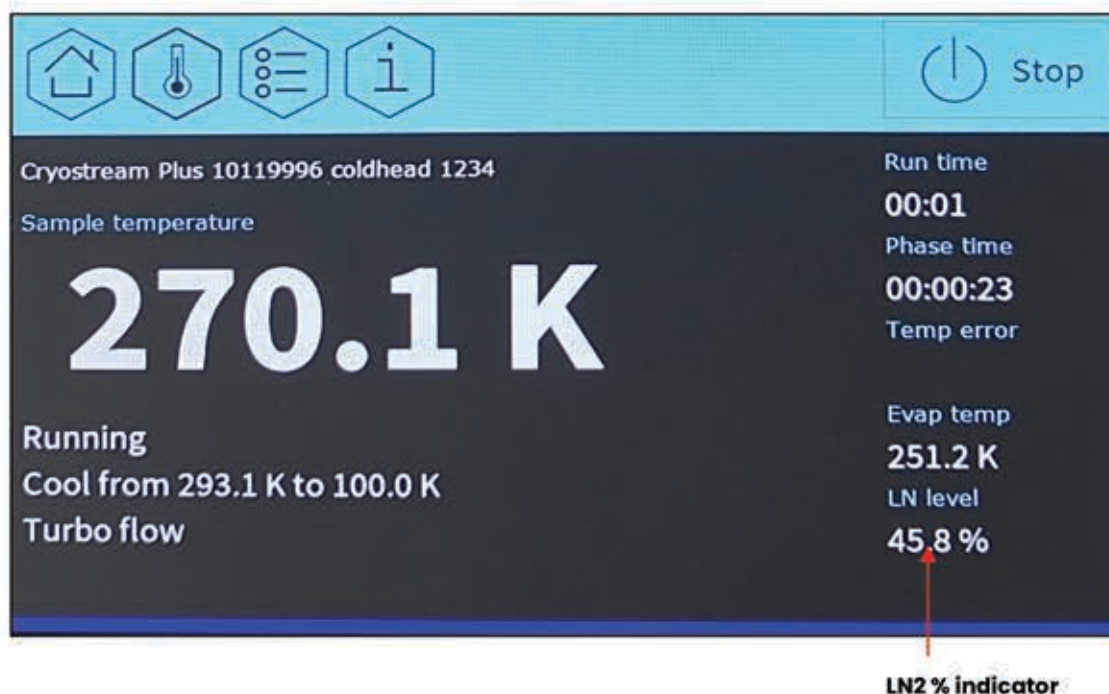 Stop
Cryostream Plus 10119996 coldhead 1234
Sample temperature
270.1 K
Running
Cool from 293.1 K to 100.0 K
Turbo flow
Run time
00:01
Phase time
00:00:23
Temp error
Evap temp
251.2 K
LN level
45.8 %
LN2 % indicator